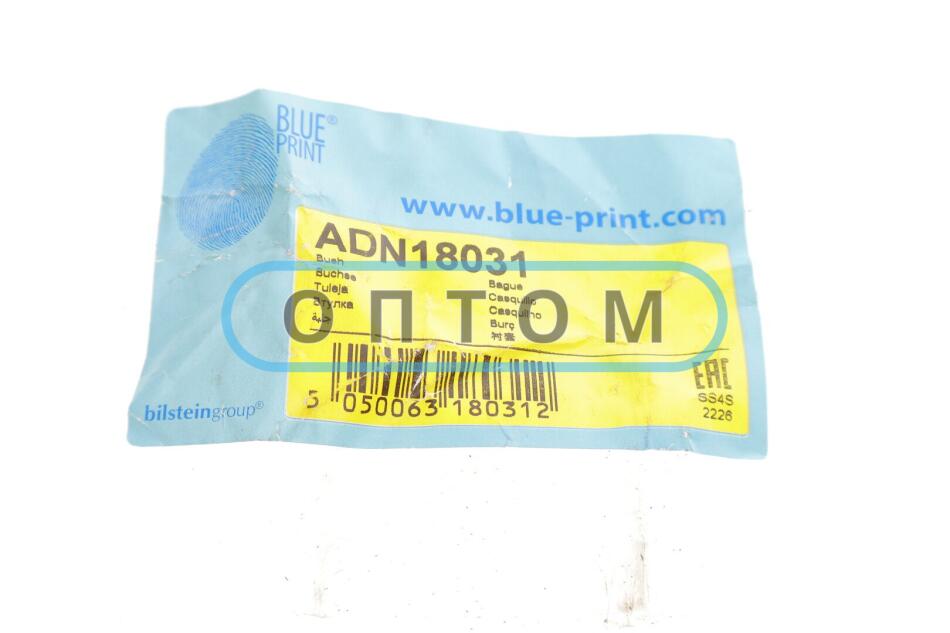 BLUE®
PRINT
www.blue-print.com
ADN18031
Bush
Buchse
Tuleja
Втулка
Bague
Casquillo
Casquilho
Burç
衬套
ОПТОМ
5 050063 180312
EAC
SS4S
2226
bilsteingroup®